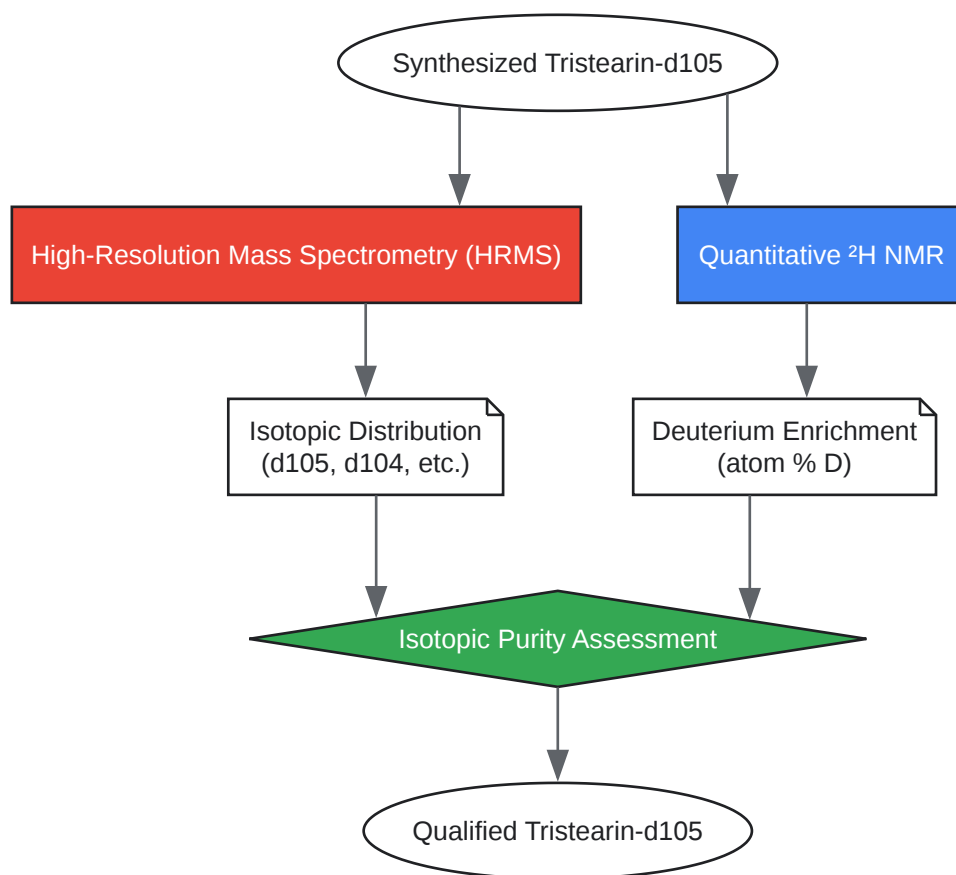 Synthesized Tristearin-d105
High-Resolution Mass Spectrometry (HRMS)
Quantitative ²H NMR
Isotopic Distribution
(d105, d104, etc.)
Deuterium Enrichment
(atom % D)
Isotopic Purity Assessment
Qualified Tristearin-d105